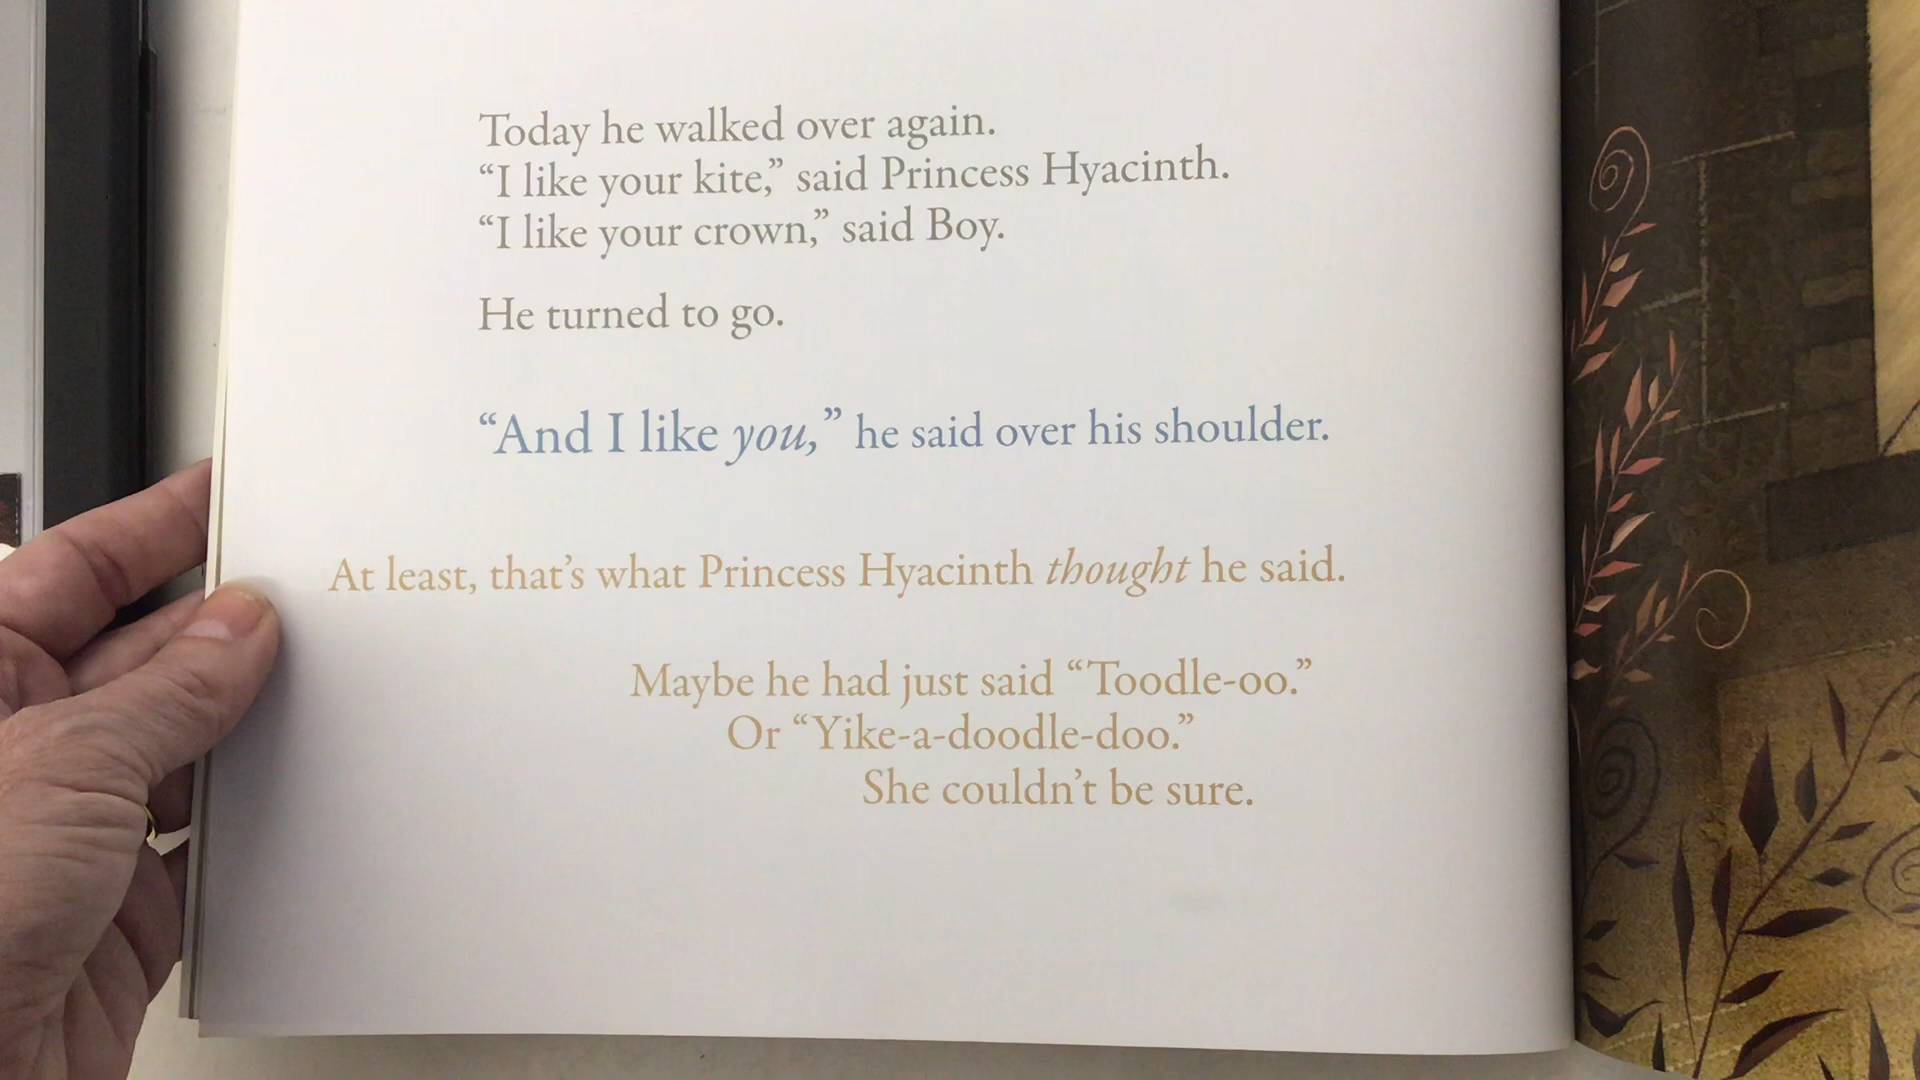 Today he walked over again.
“I like your kite,” said Princess Hyacinth.
“I like your crown,” said Boy.
He turned to go.
“And I like you,” he said over his shoulder.
At least, that’s what Princess Hyacinth thought he said.
Maybe he had just said “Toodle-oo.”
Or “Yike-a-doodle-doo.”
She couldn’t be sure.